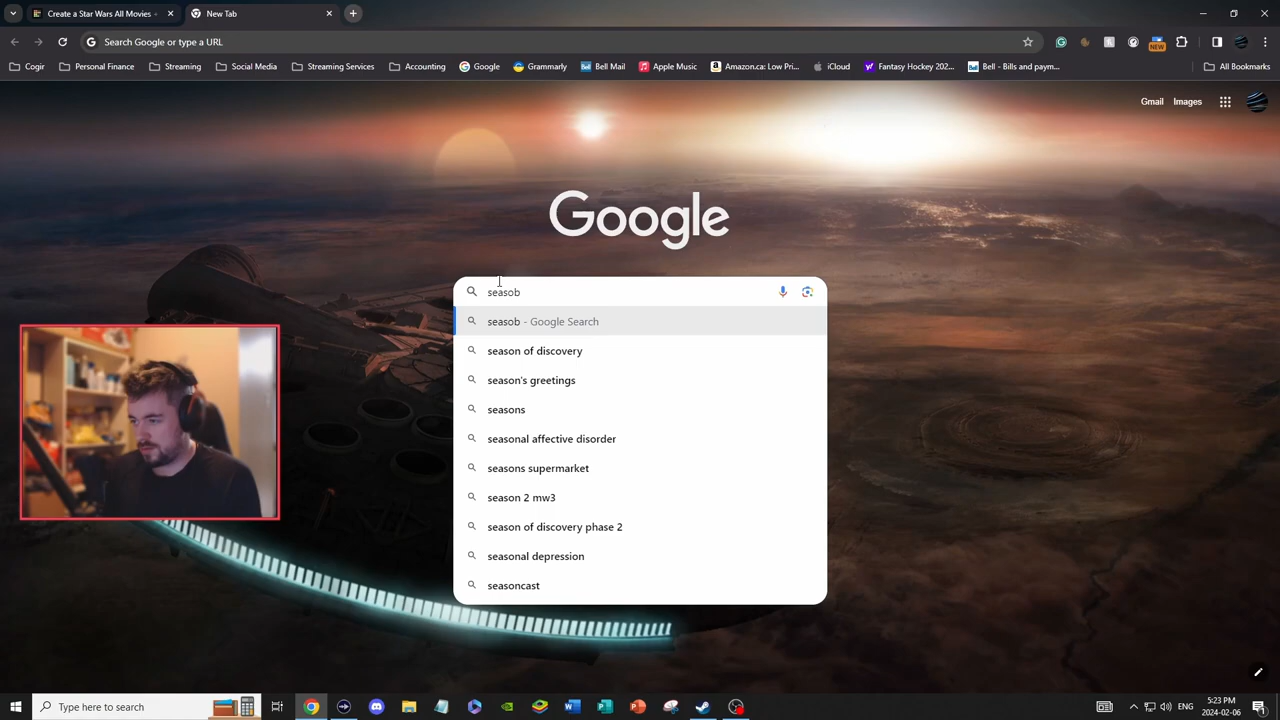 Create a Star Wars All Movies
New Tab
Search Google or type a URL
NEW
Cogir
Personal Finance
Streaming
Social Media
Streaming Services
Accounting
Google
Grammarly
Bell Mail
Apple Music
Amazon.ca: Low Pri...
iCloud
Fantasy Hockey 202...
Bell - Bills and paym...
All Bookmarks
Gmail
Images
Google
seasob
seasob - Google Search
season of discovery
season's greetings
seasons
seasonal affective disorder
seasons supermarket
season 2 mw3
season of discovery phase 2
seasonal depression
seasoncast
Type here to search
ENG
5:23 PM
2024-02-06